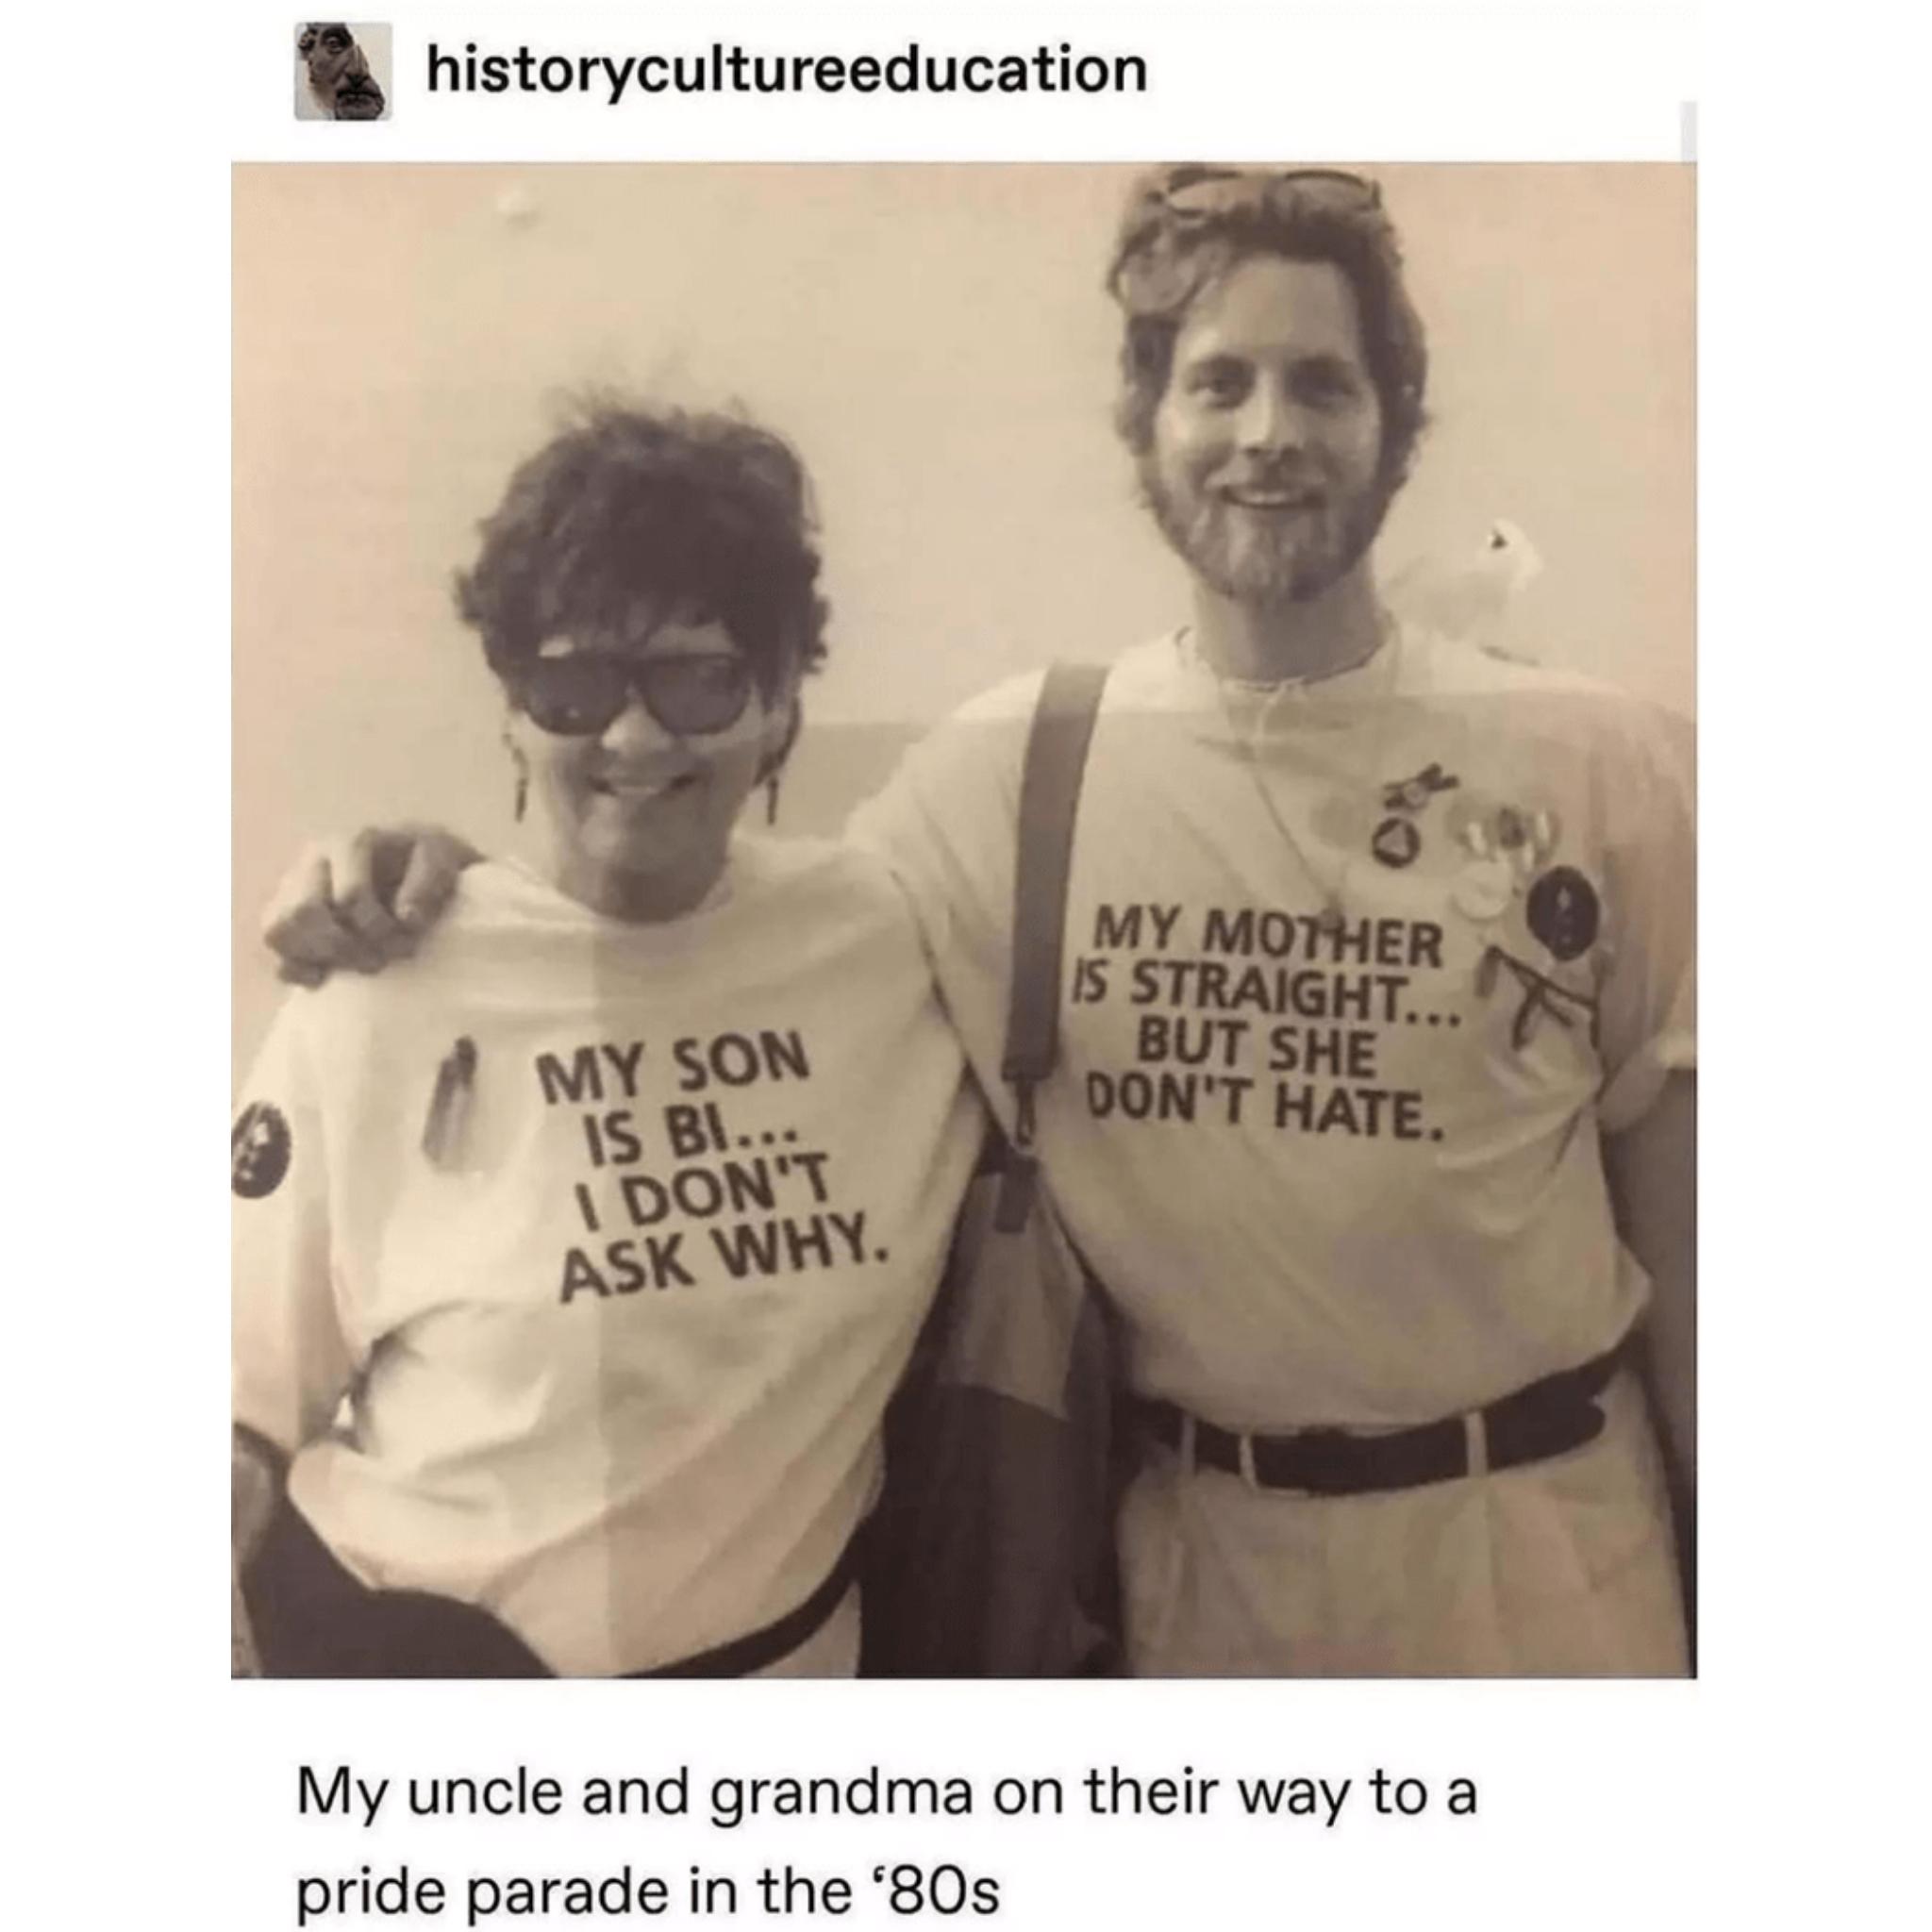 historycultureeducation
MY SON
IS BI...
I DON'T
ASK WHY.
MY MOTHER
IS STRAIGHT...
BUT SHE
DON'T HATE.
My uncle and grandma on their way to a
pride parade in the ‘80s